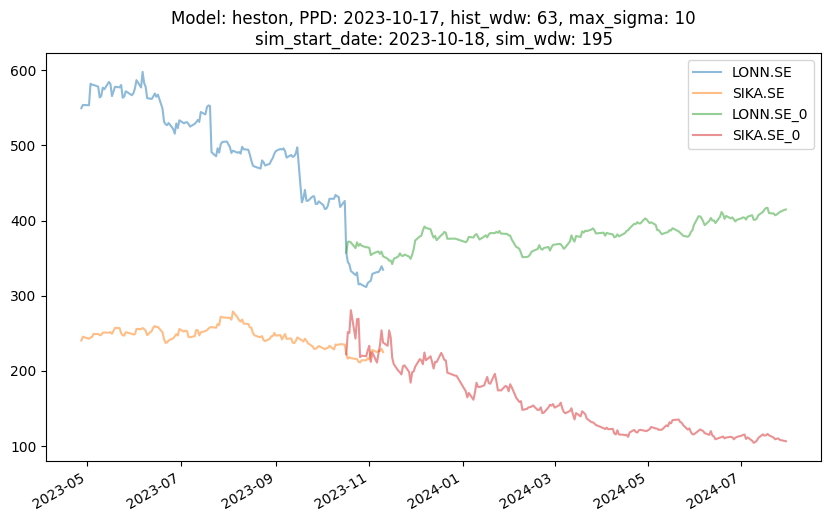 Model: heston, PPD: 2023-10-17, hist_wdw: 63, max_sigma: 10
sim_start_date: 2023-10-18, sim_wdw: 195
LONN.SE
SIKA.SE
LONN.SE_0
SIKA.SE_0
600
500
400
300
200
100
2023-05
2023-07
2023-09
2023-11
2024-01
2024-03
2024-05
2024-07